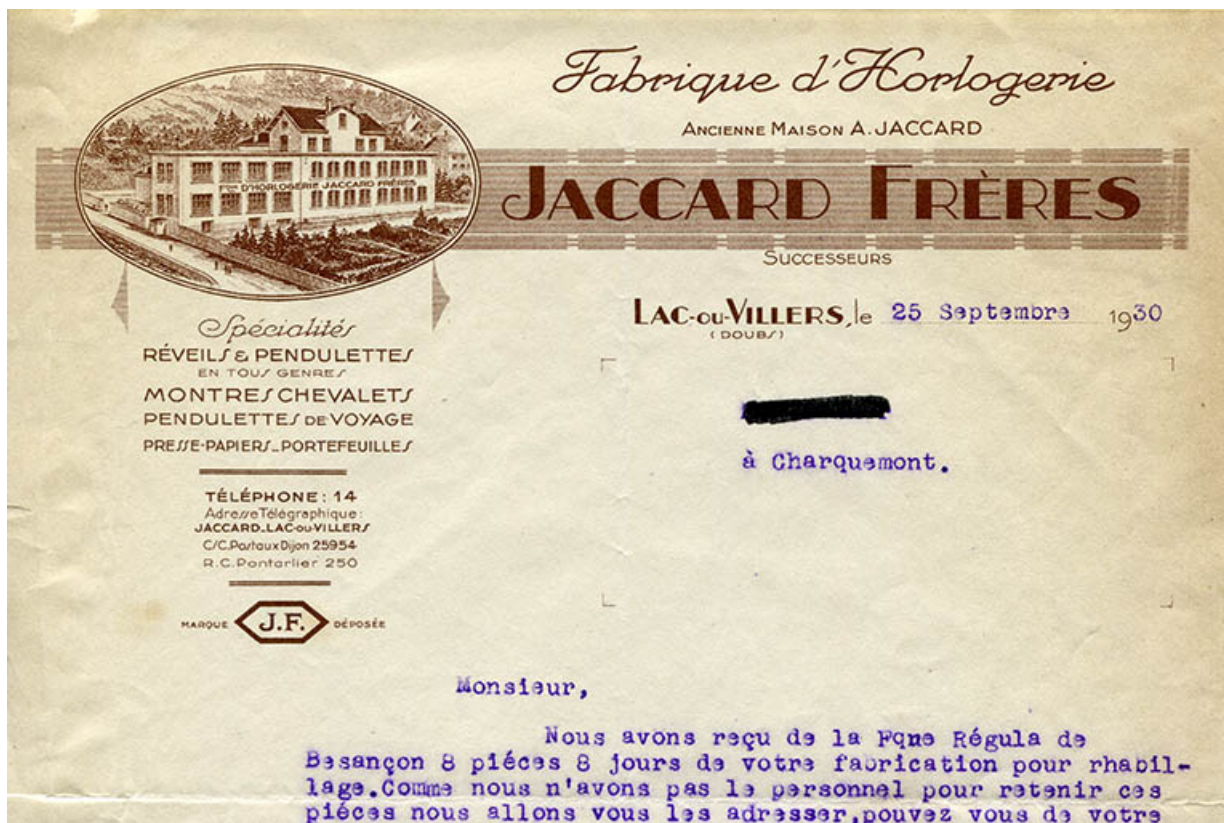 Fabrique d'Horlogerie
ANCIENNE MAISON A. JACCARD
JACCARD FRÈRES
SUCCESSEURS
Fque D'HORLOGERIE JACCARD FRÈRES
LAC-ou-VILLERS, le 25 Septembre 1930
(DOUBS)
Spécialités
RÉVEILS & PENDULETTES
EN TOUS GENRES
MONTRES CHEVALETS
PENDULETTES DE VOYAGE
PRESSE-PAPIERS_PORTEFEUILLES
TÉLÉPHONE : 14
Adresse Télégraphique :
JACCARD_LAC-ou-VILLERS
C/C.Postaux Dijon 25954
R.C. Pontarlier 250
MARQUE J.F. DÉPOSÉE
à Charquemont.
Monsieur,
Nous avons reçu de la Fqne Régula de
Besançon 8 piéces 8 jours de votre fabrication pour rhabil-
lage.Comme nous n'avons pas le personnel pour retenir ces
piéces nous allons vous les adresser,pouvez vous de votre